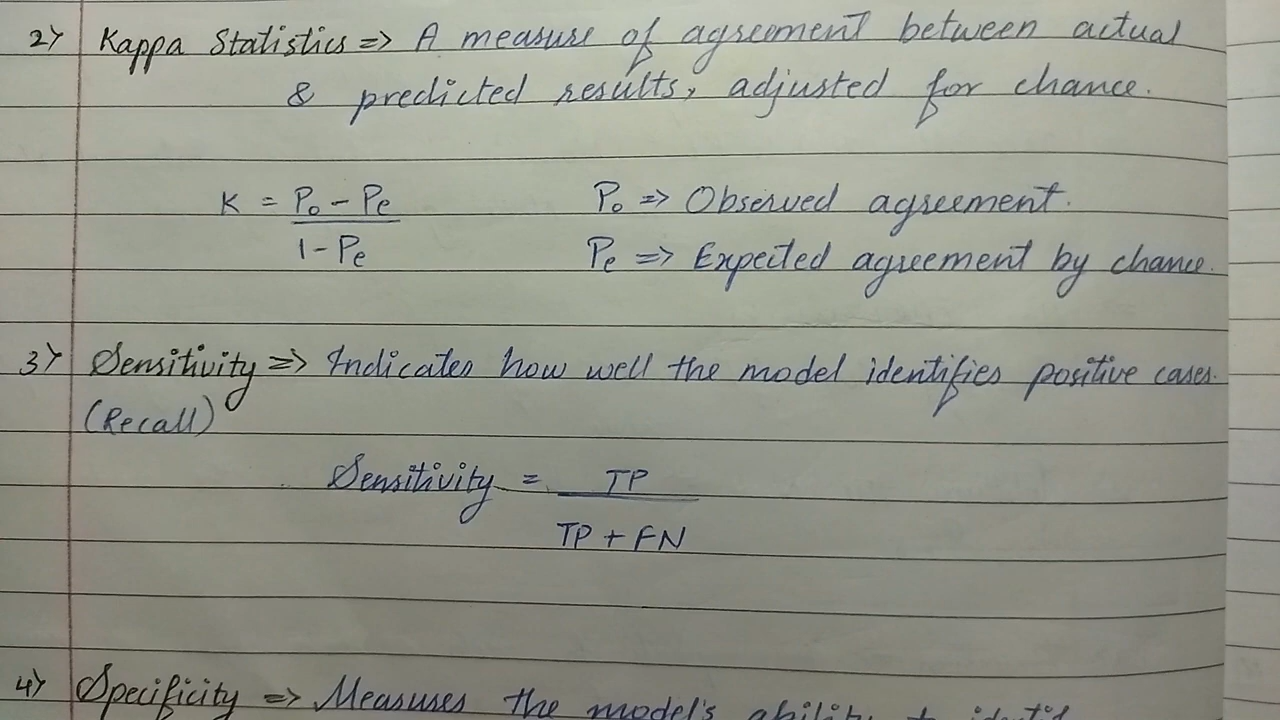 2> Kappa Statistics => A measure of agreement between actual
& predicted results, adjusted for chance.
K = Po - Pe Po => Observed agreement.
1 - Pe Pe => Expected agreement by chance.
3> Sensitivity => Indicates how well the model identifies positive cases.
(Recall)
Sensitivity = TP
TP + FN
4> Specificity => Measures the model's ability